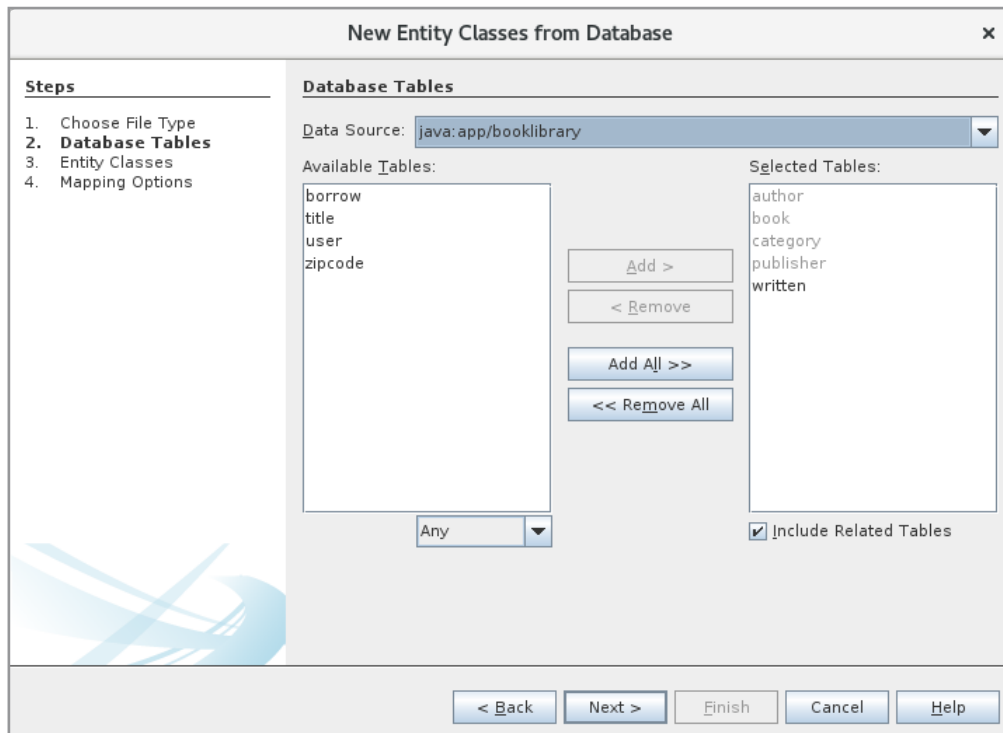 New Entity Classes from Database
×
Steps
1. Choose File Type
2. Database Tables
3. Entity Classes
4. Mapping Options
Database Tables
Data Source: java:app/booklibrary
Available Tables:
borrow
title
user
zipcode
Any
Add >
< Remove
Add All >>
<< Remove All
Selected Tables:
author
book
category
publisher
written
Include Related Tables
< Back Next > Finish Cancel Help